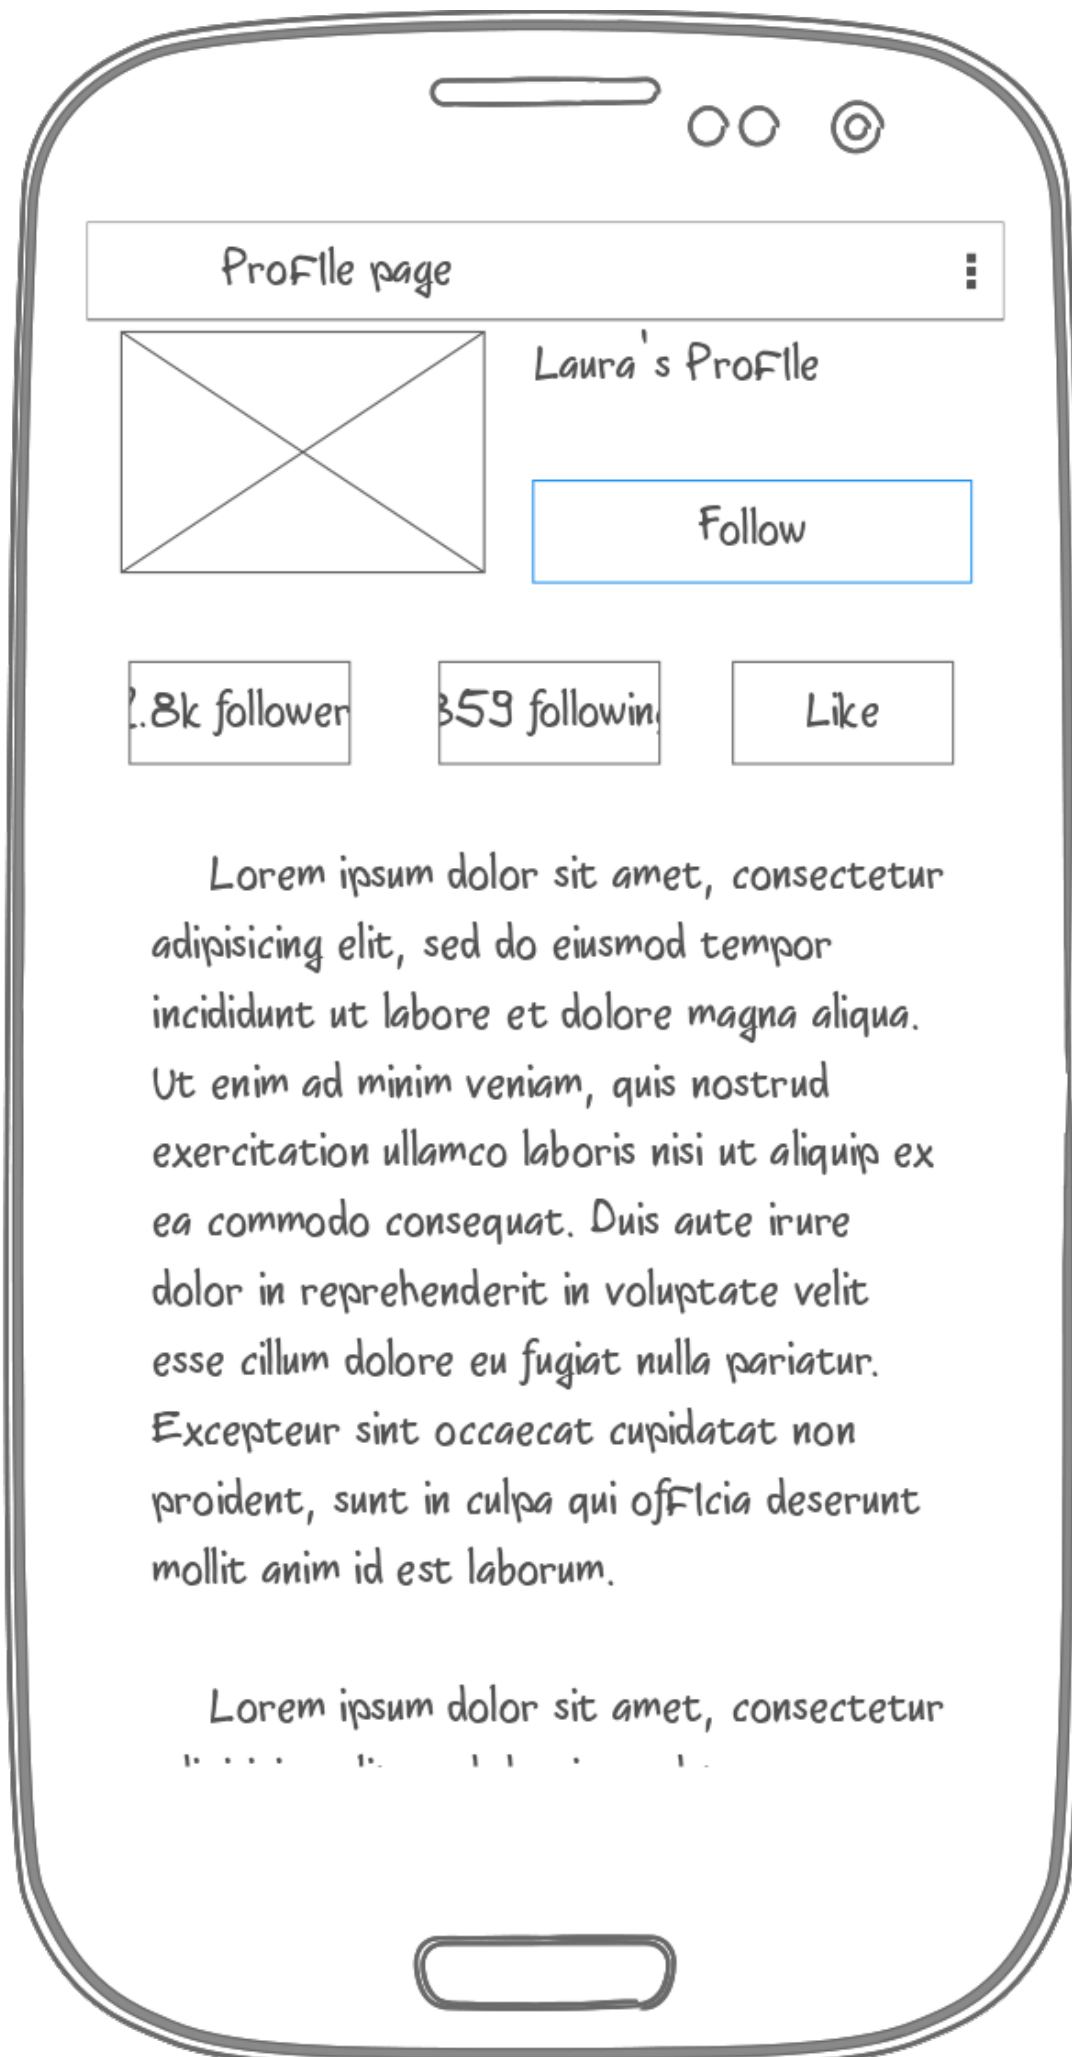 Profile page
Laura's Profile
Follow
.8k follower
59 following
Like
Lorem ipsum dolor sit amet, consectetur
adipisicing elit, sed do eiusmod tempor
incididunt ut labore et dolore magna aliqua.
Ut enim ad minim veniam, quis nostrud
exercitation ullamco laboris nisi ut aliquip ex
ea commodo consequat. Duis aute irure
dolor in reprehenderit in voluptate velit
esse cillum dolore eu fugiat nulla pariatur.
Excepteur sint occaecat cupidatat non
proident, sunt in culpa qui officia deserunt
mollit anim id est laborum.
Lorem ipsum dolor sit amet, consectetur